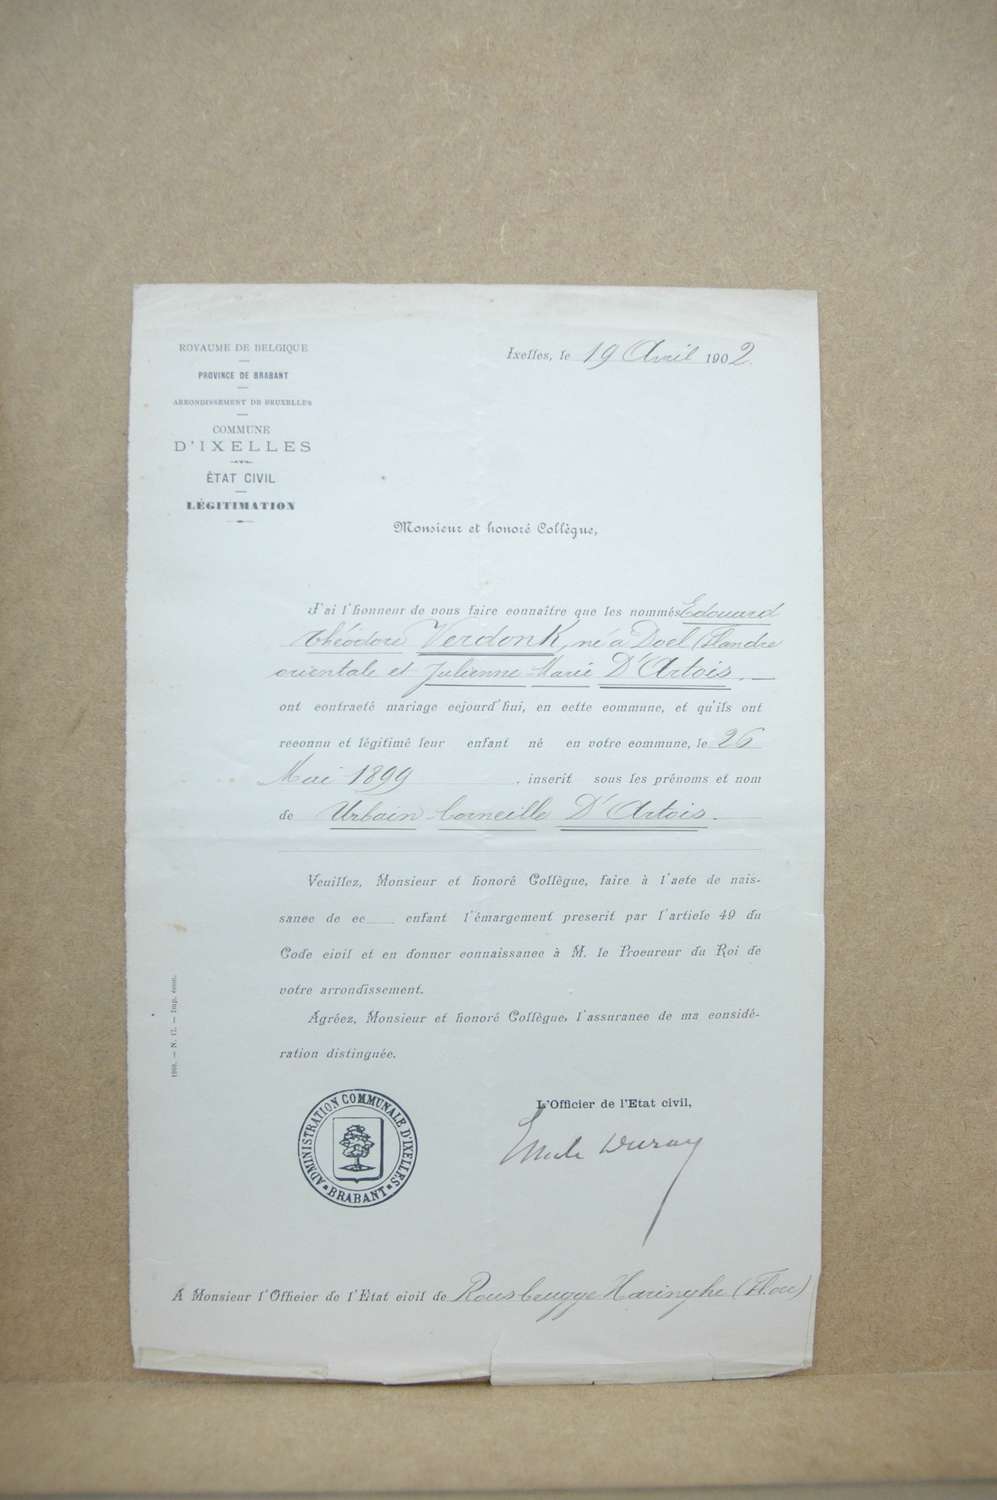 ROYAUME DE BELGIQUE
PROVINCE DE BRABANT
ARRONDISSEMENT DE BRUXELLES
COMMUNE
D'IXELLES
ÉTAT CIVIL
LÉGITIMATION
Ixelles, le 19 Avril 1902.
Monsieur et honoré Collègue,
J'ai l'honneur de vous faire connaître que les nommés Edouard
Théodore Verdonk, né à Doel (Flandre
orientale et Julienne Marie D'Artois.
ont contracté mariage cejourd'hui, en cette commune, et qu'ils ont
reconnu et légitimé leur enfant né en votre commune, le 26
Mai 1899, inscrit sous les prénoms et nom
de Urbain Corneille D'Artois.
Veuillez, Monsieur et honoré Collègue, faire à l'acte de nais-
sance de ce enfant l'émargement prescrit par l'article 49 du
Code civil et en donner connaissance à M. le Procureur du Roi de
votre arrondissement.
Agréez, Monsieur et honoré Collègue, l'assurance de ma considé-
ration distinguée.
N. 17. — Imp. écon.
ADMINISTRATION COMMUNALE D'IXELLES
BRABANT
L'Officier de l'Etat civil,
Emile Duray
A Monsieur l'Officier de l'Etat civil de Rousbrugge Haringhe (Fl. occ)